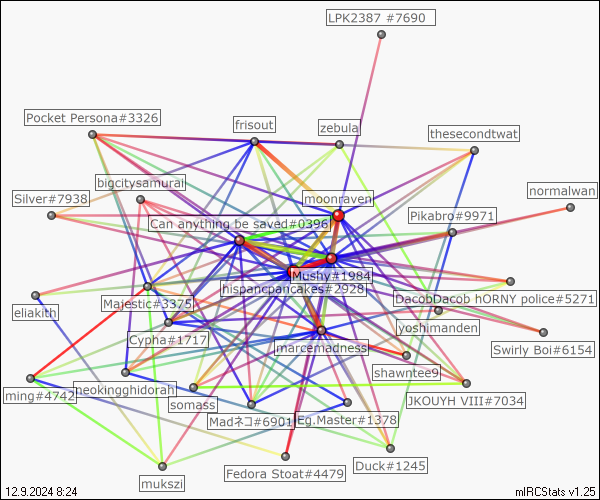 LPK2387 #7690
Pocket Persona#3326
frisout
zebula
thesecondtwat
bigcitysamurai
Silver#7938
moonraven
normalwan
Can anything be saved#0396
Pikabro#9971
Mushy#1984
hispancpancakes#2928
Majestic#3375
DacobDacob hORNY police#5271
eliakith
Cypha#1717
yoshimanden
marcemadness
Swirly Boi#6154
shawntee9
neokingghidorah
ming#4742
somass
JKOUYH VIII#7034
Madネコ#6901
Eg.Master#1378
Duck#1245
Fedora Stoat#4479
mukszi
12.9.2024 8:24
mIRCStats v1.25